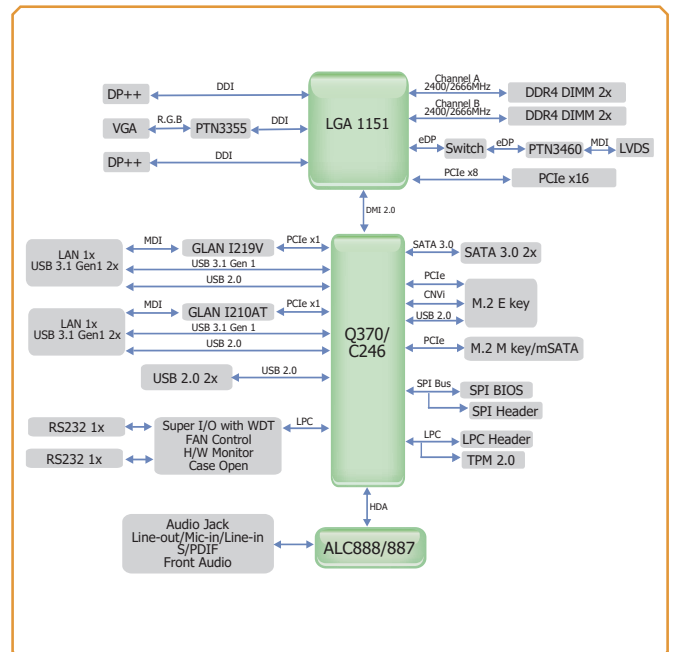 DP++
DDI
VGA
R.G.B
PTN3355
DDI
DP++
DDI
LGA 1151
Channel A
2400/2666MHz
DDR4 DIMM 2x
Channel B
2400/2666MHz
DDR4 DIMM 2x
eDP
Switch
eDP
PTN3460
MDI
LVDS
PCIe x8
PCIe x16
DMI 2.0
LAN 1x
USB 3.1 Gen1 2x
MDI
GLAN I219V
PCIe x1
USB 3.1 Gen 1
USB 2.0
LAN 1x
USB 3.1 Gen1 2x
MDI
GLAN I210AT
PCIe x1
USB 3.1 Gen 1
USB 2.0
USB 2.0 2x
USB 2.0
RS232 1x
RS232 1x
Super I/O with WDT
FAN Control
H/W Monitor
Case Open
LPC
Q370/
C246
SATA 3.0
SATA 3.0 2x
PCIe
CNVi
USB 2.0
M.2 E key
PCIe
M.2 M key/mSATA
SPI Bus
SPI BIOS
SPI Header
LPC
LPC Header
TPM 2.0
HDA
Audio Jack
Line-out/Mic-in/Line-in
S/PDIF
Front Audio
ALC888/887